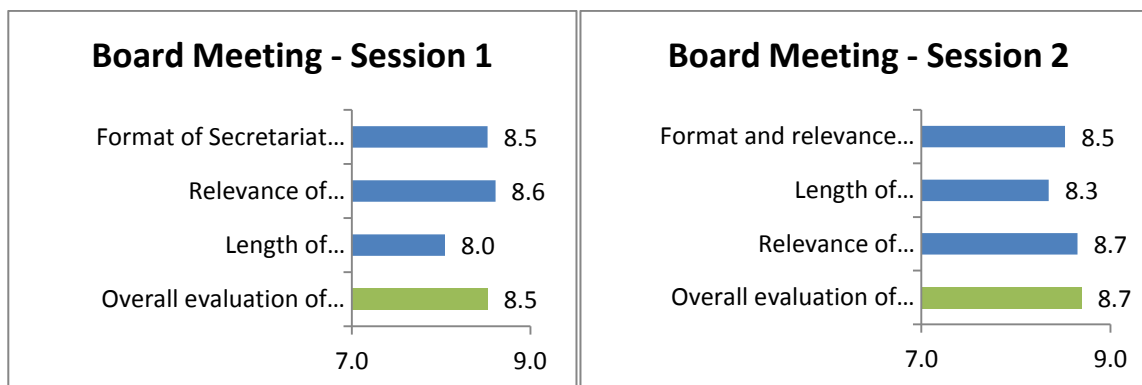 Board Meeting - Session 1
Format of Secretariat... 8.5
Relevance of... 8.6
Length of... 8.0
Overall evaluation of... 8.5
7.0 9.0
Board Meeting - Session 2
Format and relevance... 8.5
Length of... 8.3
Relevance of... 8.7
Overall evaluation of... 8.7
7.0 9.0